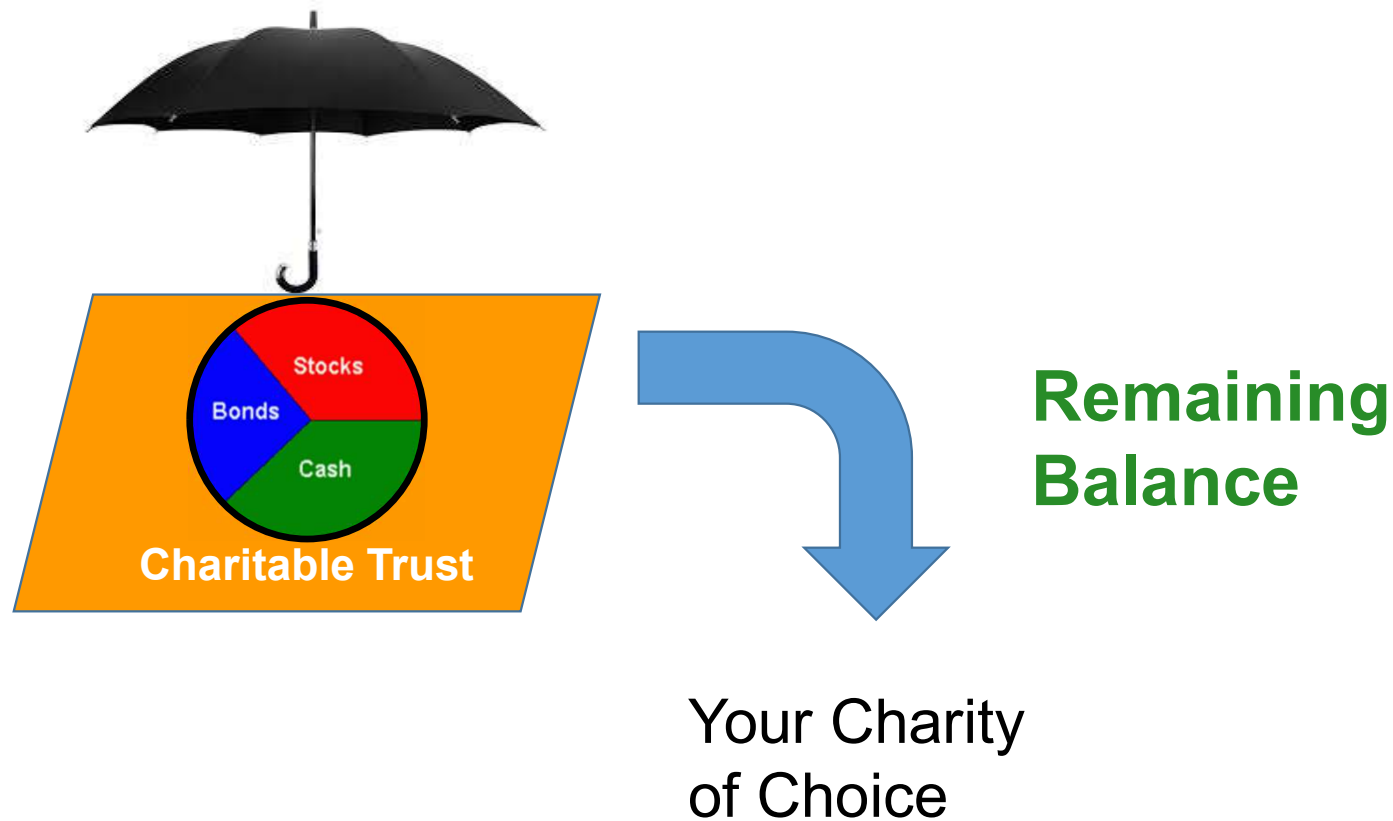 Stocks
Bonds
Cash
Charitable Trust
Remaining
Balance
Your Charity
of Choice